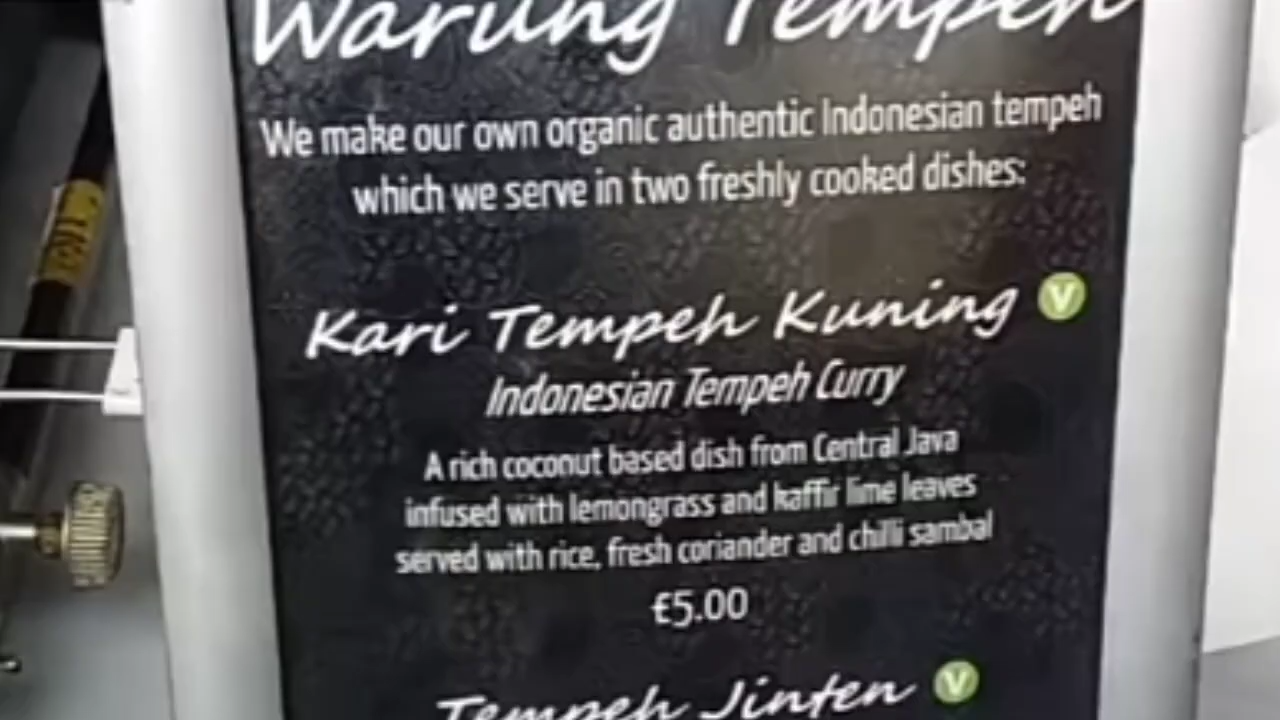 Warung Tempeh
We make our own organic authentic Indonesian tempeh
which we serve in two freshly cooked dishes:
Kari Tempeh Kuning V
Indonesian Tempeh Curry
A rich coconut based dish from Central Java
infused with lemongrass and kaffir lime leaves
served with rice, fresh coriander and chilli sambal
£5.00
Tempeh Jinten V